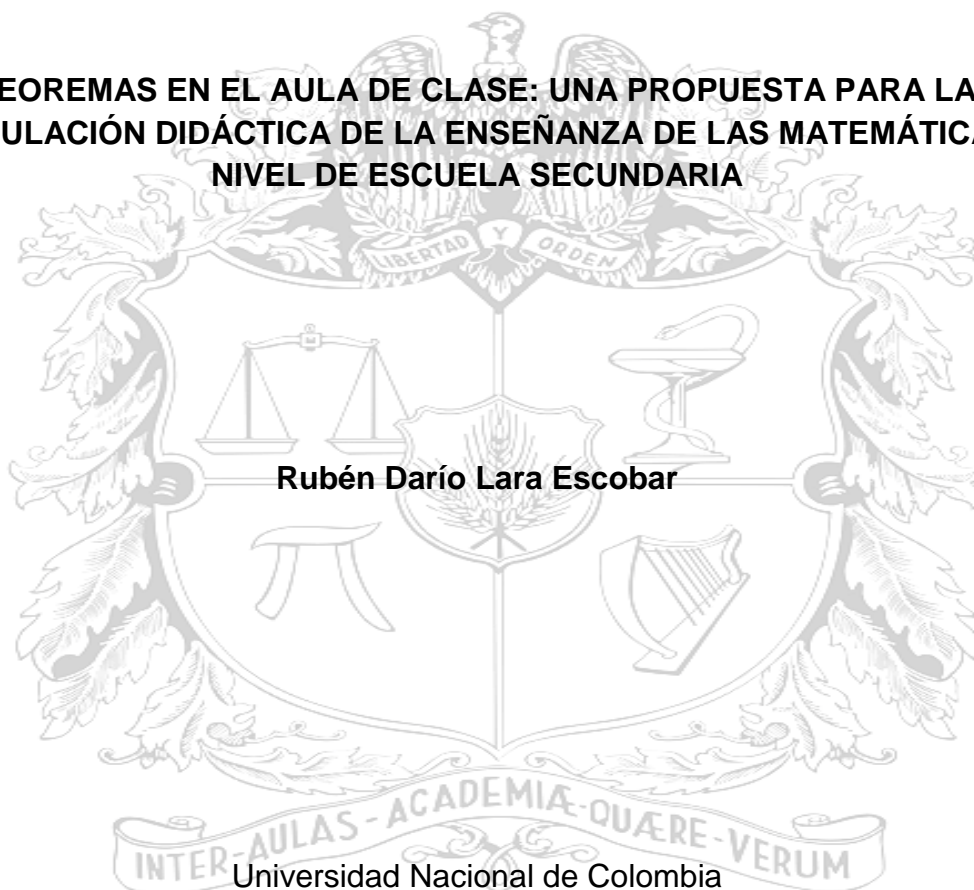 EOREMAS EN EL AULA DE CLASE: UNA PROPUESTA PARA LA
ULACIÓN DIDÁCTICA DE LA ENSEÑANZA DE LAS MATEMÁTICA
NIVEL DE ESCUELA SECUNDARIA
LIBERTAD Y ORDEN
Rubén Darío Lara Escobar
INTER-AULAS-ACADEMIÆ-QUÆRE-VERUM
Universidad Nacional de Colombia